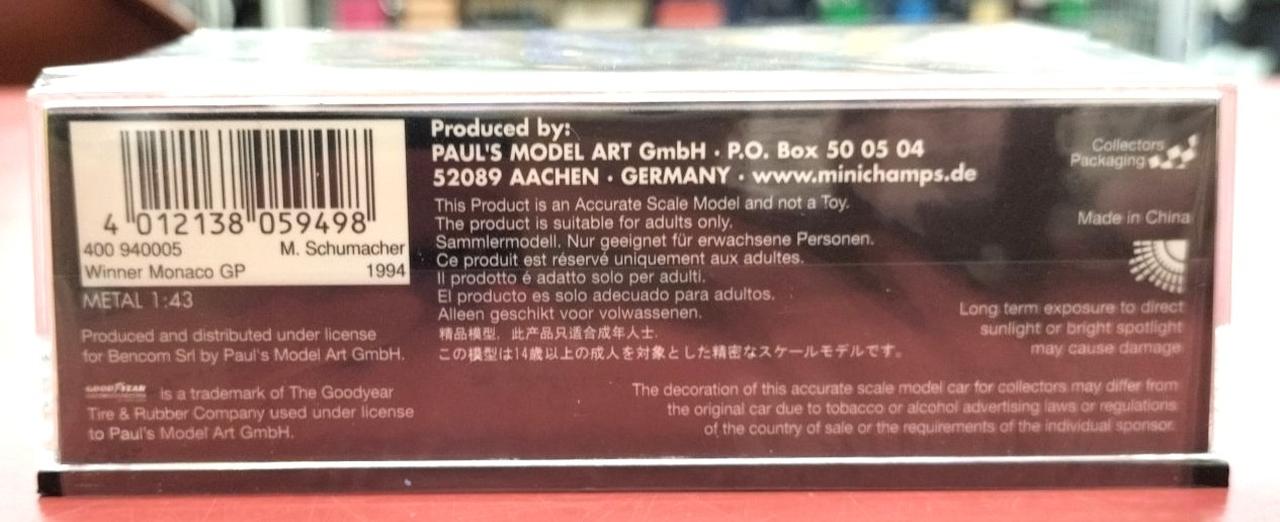 4 012138 059498
400 940005 M. Schumacher
Winner Monaco GP 1994
METAL 1:43
Produced and distributed under license
for Bencom Srl by Paul's Model Art GmbH.
GOODYEAR is a trademark of The Goodyear
Tire & Rubber Company used under license
to Paul's Model Art GmbH.
Produced by:
PAUL'S MODEL ART GmbH · P.O. Box 50 05 04
52089 AACHEN · GERMANY · www.minichamps.de
This Product is an Accurate Scale Model and not a Toy.
The product is suitable for adults only.
Sammlermodell. Nur geeignet für erwachsene Personen.
Ce produit est réservé uniquement aux adultes.
Il prodotto é adatto solo per adulti.
El producto es solo adecuado para adultos.
Alleen geschikt voor volwassenen.
精品模型，此产品只适合成年人士.
この模型は14歳以上の成人を対象とした精密なスケールモデルです。
Collectors
Packaging
Made in China
Long term exposure to direct
sunlight or bright spotlight
may cause damage
The decoration of this accurate scale model car for collectors may differ from
the original car due to tobacco or alcohol advertising laws or regulations
of the country of sale or the requirements of the individual sponsor.